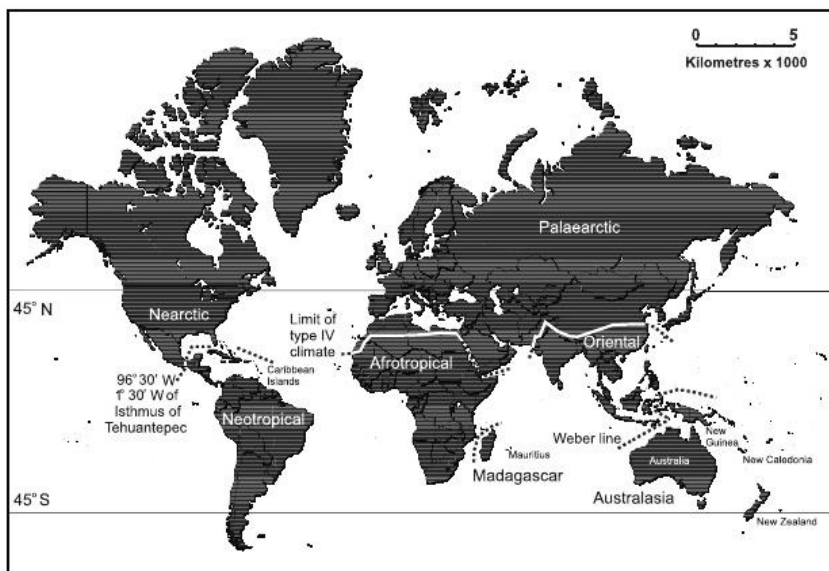 0 5
Kilometres x 1000
Palaearctic
45° N
Nearctic
Limit of
type IV
climate
Oriental
Afrotropical
Caribbean
Islands
96° 30' W
1° 30' W of
Isthmus of
Tehuantepec
Neotropical
Weber line
New
Guinea
Mauritius
Madagascar
Australia
New Caledonia
Australasia
45° S
New Zealand